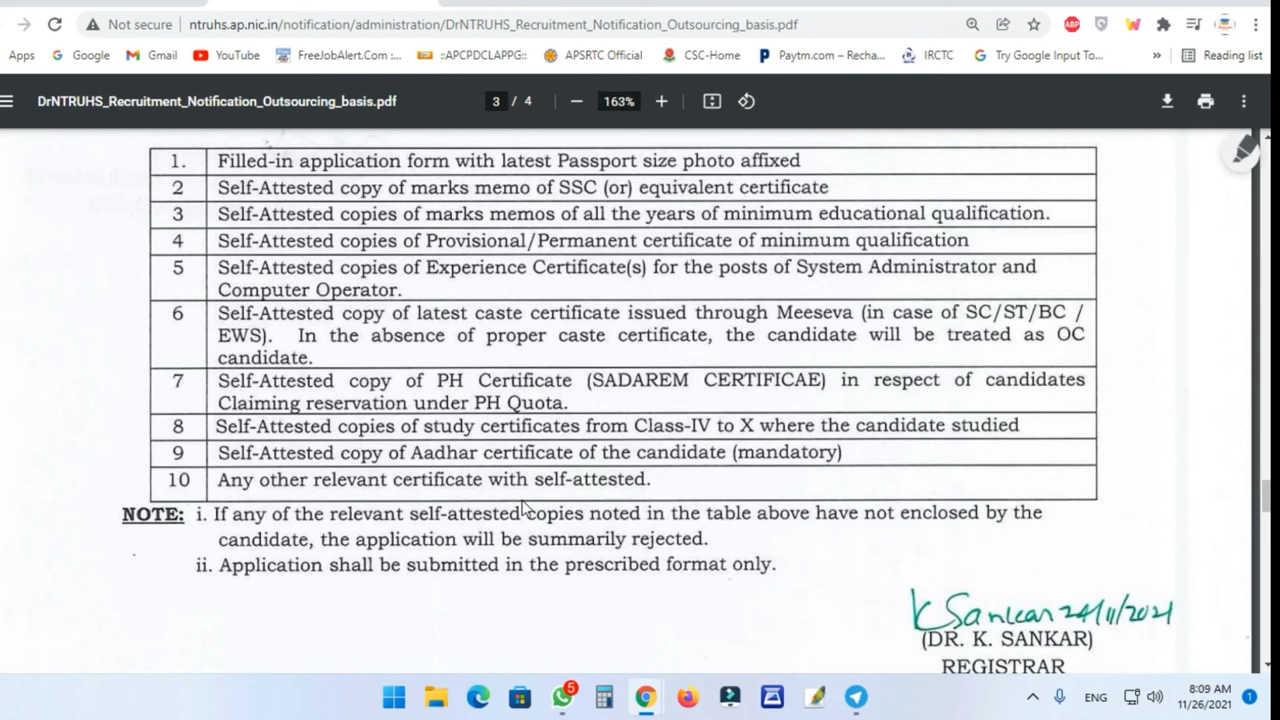 Not secure
ntruhs.ap.nic.in/notification/administration/DrNTRUHS_Recruitment_Notification_Outsourcing_basis.pdf
ABP
Apps
Google
Gmail
YouTube
FreeJobAlert.Com :...
::APCPDCLAPPG::
APSRTC Official
CSC-Home
Paytm.com – Recha...
IRCTC
Try Google Input To...
»
Reading list
DrNTRUHS_Recruitment_Notification_Outsourcing_basis.pdf
3 / 4
163%
1. Filled-in application form with latest Passport size photo affixed
2 Self-Attested copy of marks memo of SSC (or) equivalent certificate
3 Self-Attested copies of marks memos of all the years of minimum educational qualification.
4 Self-Attested copies of Provisional/Permanent certificate of minimum qualification
5 Self-Attested copies of Experience Certificate(s) for the posts of System Administrator and
Computer Operator.
6 Self-Attested copy of latest caste certificate issued through Meeseva (in case of SC/ST/BC /
EWS). In the absence of proper caste certificate, the candidate will be treated as OC
candidate.
7 Self-Attested copy of PH Certificate (SADAREM CERTIFICAE) in respect of candidates
Claiming reservation under PH Quota.
8 Self-Attested copies of study certificates from Class-IV to X where the candidate studied
9 Self-Attested copy of Aadhar certificate of the candidate (mandatory)
10 Any other relevant certificate with self-attested.
NOTE: i. If any of the relevant self-attested copies noted in the table above have not enclosed by the
candidate, the application will be summarily rejected.
ii. Application shall be submitted in the prescribed format only.
K Sankar 24/11/2021
(DR. K. SANKAR)
REGISTRAR
5
ENG
8:09 AM
11/26/2021
1